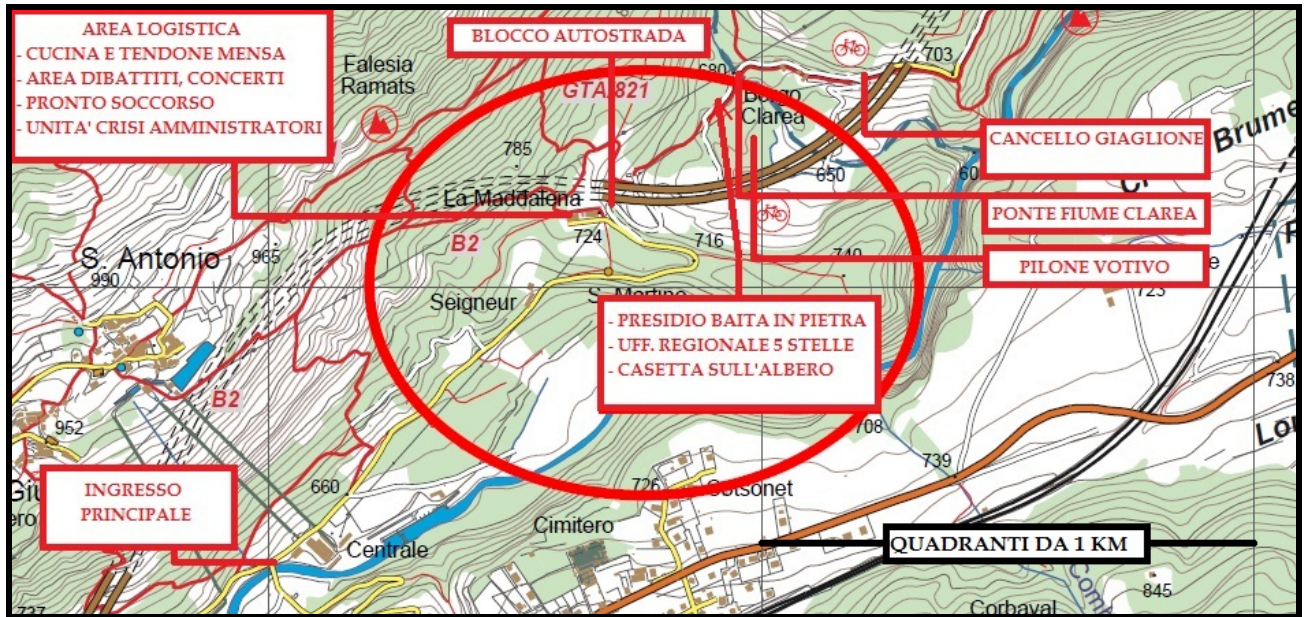 AREA LOGISTICA
- CUCINA E TENDONE MENSA
- AREA DIBATTITI, CONCERTI
- PRONTO SOCCORSO
- UNITA' CRISI AMMINISTRATORI
BLOCCO AUTOSTRADA
703
680
Falesia
Ramats
GTA 821
Borgo
Clarea
CANCELLO GIAGLIONE
Brume
785
650
60
La Maddalena
PONTE FIUME CLAREA
B2
724
716
S. Antonio
965
990
740
PILONE VOTIVO
e
723
Seigneur
S. Martino
- PRESIDIO BAITA IN PIETRA
- UFF. REGIONALE 5 STELLE
- CASETTA SULL'ALBERO
738
B2
952
708
Lo
739
INGRESSO
PRINCIPALE
Giu
ero
660
726
Cotsonet
Cimitero
QUADRANTI DA 1 KM
Centrale
Comb
845
Corbaval
737